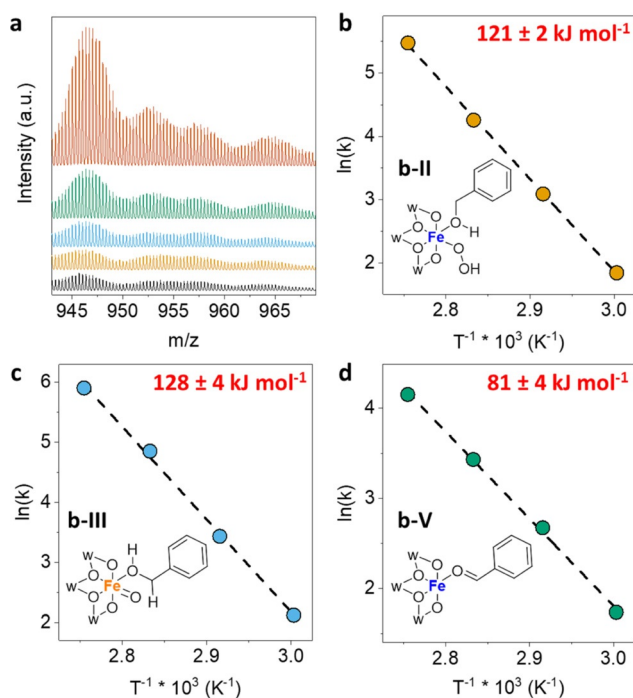 a
Intensity (a.u.)
945 950 955 960 965
m/z
b
121 ± 2 kJ mol⁻¹
ln(k)
5
4
3
2
b-II
Fe
O
O
O
O
O
O
H
OH
w
w
w
2.8 2.9 3.0
T⁻¹ * 10³ (K⁻¹)
c
128 ± 4 kJ mol⁻¹
ln(k)
6
5
4
3
2
b-III
H
O
Fe
O
O
O
O
H
w
w
w
2.8 2.9 3.0
T⁻¹ * 10³ (K⁻¹)
d
81 ± 4 kJ mol⁻¹
ln(k)
4
3
2
b-V
Fe
O
O
O
O
w
w
w
2.8 2.9 3.0
T⁻¹ * 10³ (K⁻¹)